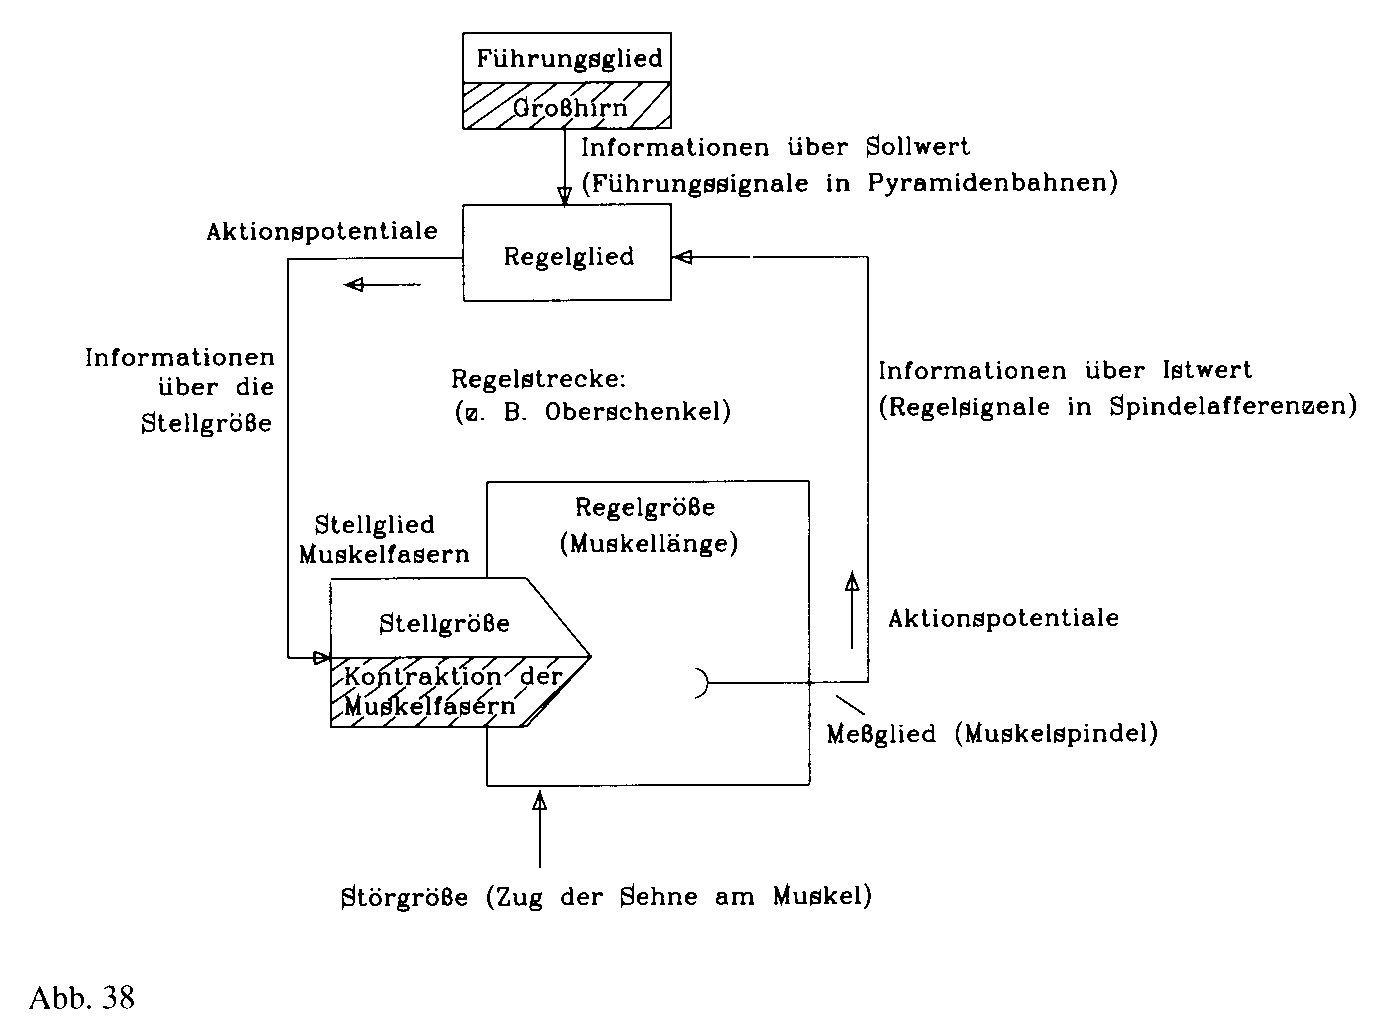 Führungsglied
Großhirn
Informationen über Sollwert
(Führungssignale in Pyramidenbahnen)
Aktionspotentiale
Regelglied
Informationen
über die
Stellgröße
Regelstrecke:
(z. B. Oberschenkel)
Informationen über Istwert
(Regelsignale in Spindelafferenzen)
Stellglied
Muskelfasern
Regelgröße
(Muskellänge)
Stellgröße
Kontraktion der
Muskelfasern
Aktionspotentiale
Meßglied (Muskelspindel)
Störgröße (Zug der Sehne am Muskel)
Abb. 38